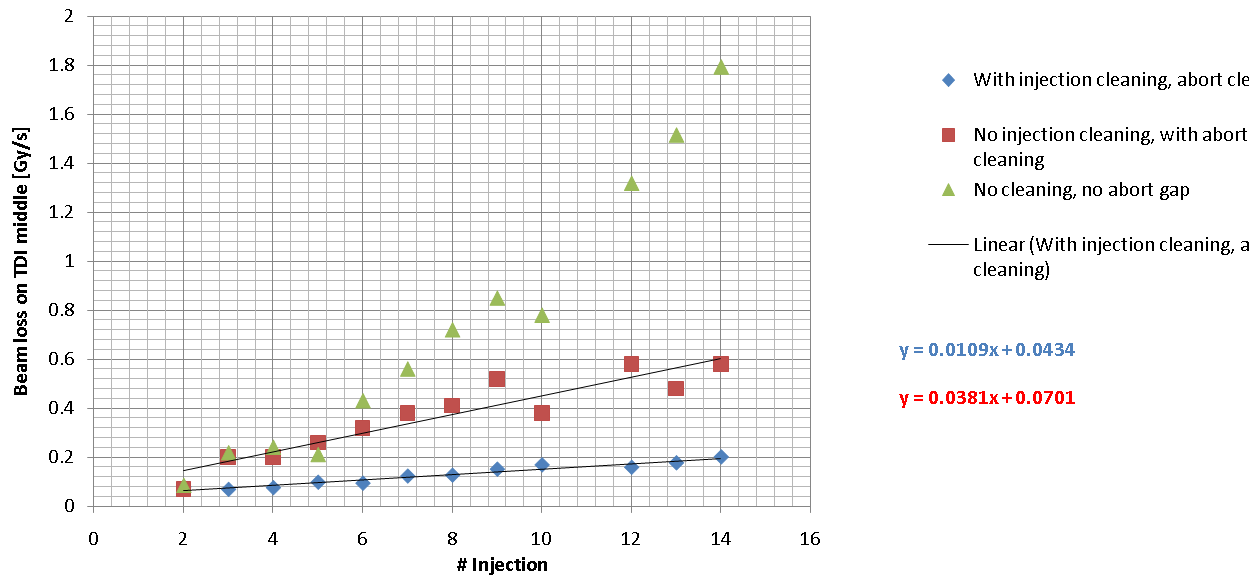 2
1.8
1.6
1.4
1.2
1
0.8
0.6
0.4
0.2
0
Beam loss on TDI middle [Gy/s]
0 2 4 6 8 10 12 14 16
# Injection
With injection cleaning, abort cle
No injection cleaning, with abort
cleaning
No cleaning, no abort gap
Linear (With injection cleaning, a
cleaning)
y = 0.0109x + 0.0434
y = 0.0381x + 0.0701